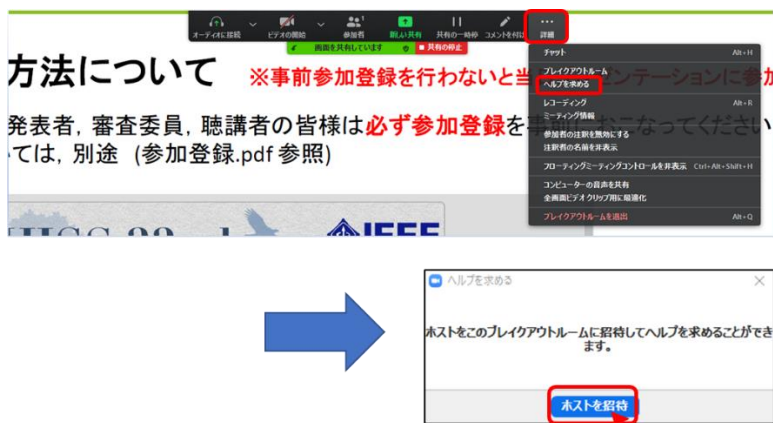 オーディオに接続 ビデオの開始 参加者 1 新しい共有 共有の一時停 コメントを付け 詳細
画面を共有しています 共有の停止
チャット Alt+H
ブレイクアウトルーム
ヘルプを求める
レコーディング Alt+R
ミーティング情報
参加者の注釈を無効にする
注釈者の名前を非表示
フローティングミーティングコントロールを非表示 Ctrl+Alt+Shift+H
コンピューターの音声を共有
全画面ビデオ クリップ用に最適化
ブレイクアウトルームを退出 Alt+Q
方法について ※事前参加登録を行わないと当 ンテーションに参加
発表者, 審査委員, 聴講者の皆様は必ず参加登録を事前におこなってください
ては, 別途 (参加登録.pdf 参照)
IEEE
ヘルプを求める
ホストをこのブレイクアウトルームに招待してヘルプを求めることができ
ます。
ホストを招待